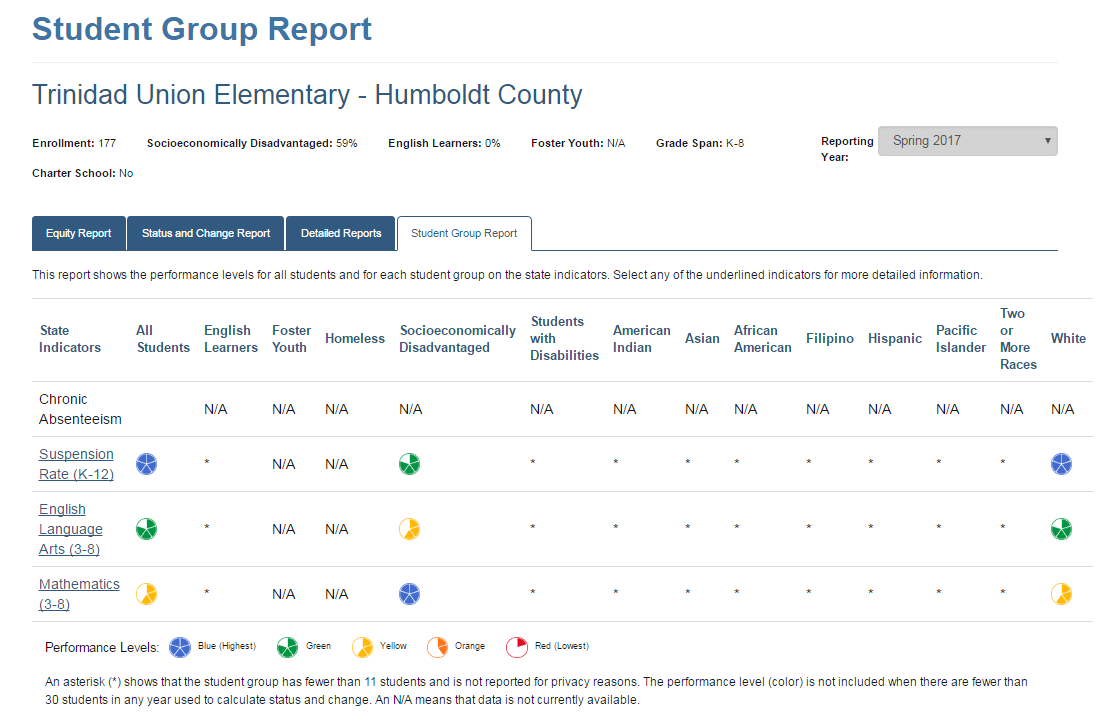 Student Group Report
Trinidad Union Elementary - Humboldt County
Enrollment: 177 Socioeconomically Disadvantaged: 59% English Learners: 0% Foster Youth: N/A Grade Span: K-8 Reporting Year: Spring 2017
Charter School: No
Equity Report Status and Change Report Detailed Reports Student Group Report
This report shows the performance levels for all students and for each student group on the state indicators. Select any of the underlined indicators for more detailed information.
State Indicators All Students English Learners Foster Youth Homeless Socioeconomically Disadvantaged Students with Disabilities American Indian Asian African American Filipino Hispanic Pacific Islander Two or More Races White
Chronic Absenteeism N/A N/A N/A N/A N/A N/A N/A N/A N/A N/A N/A N/A N/A
Suspension Rate (K-12) * N/A N/A * * * * * * * *
English Language Arts (3-8) * N/A N/A * * * * * * * *
Mathematics (3-8) * N/A N/A * * * * * * * *
Performance Levels: Blue (Highest) Green Yellow Orange Red (Lowest)
An asterisk (*) shows that the student group has fewer than 11 students and is not reported for privacy reasons. The performance level (color) is not included when there are fewer than
30 students in any year used to calculate status and change. An N/A means that data is not currently available.